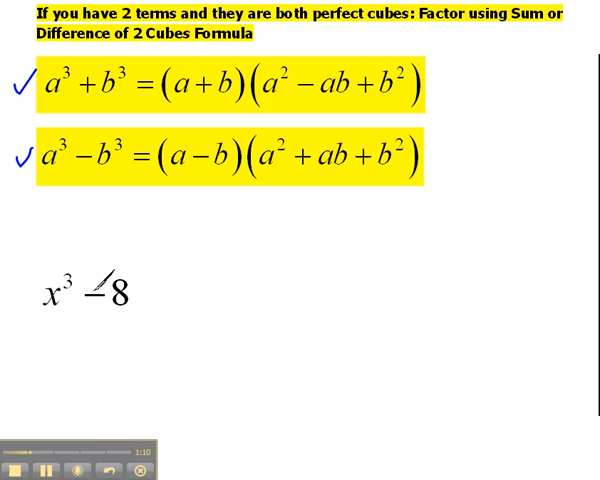 If you have 2 terms and they are both perfect cubes: Factor using Sum or
Difference of 2 Cubes Formula
a³ + b³ = (a + b)(a² − ab + b²)
a³ − b³ = (a − b)(a² + ab + b²)
x³ − 8
1:10